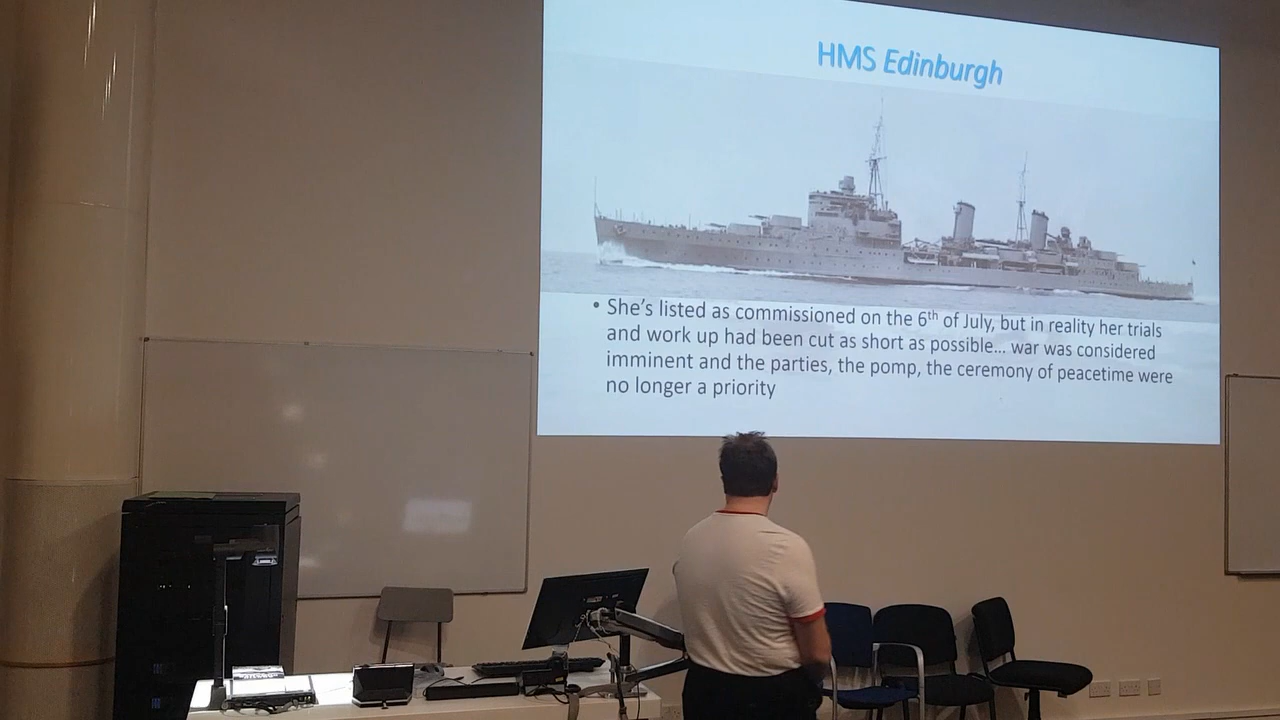 HMS Edinburgh
• She's listed as commissioned on the 6th of July, but in reality her trials
and work up had been cut as short as possible... war was considered
imminent and the parties, the pomp, the ceremony of peacetime were
no longer a priority